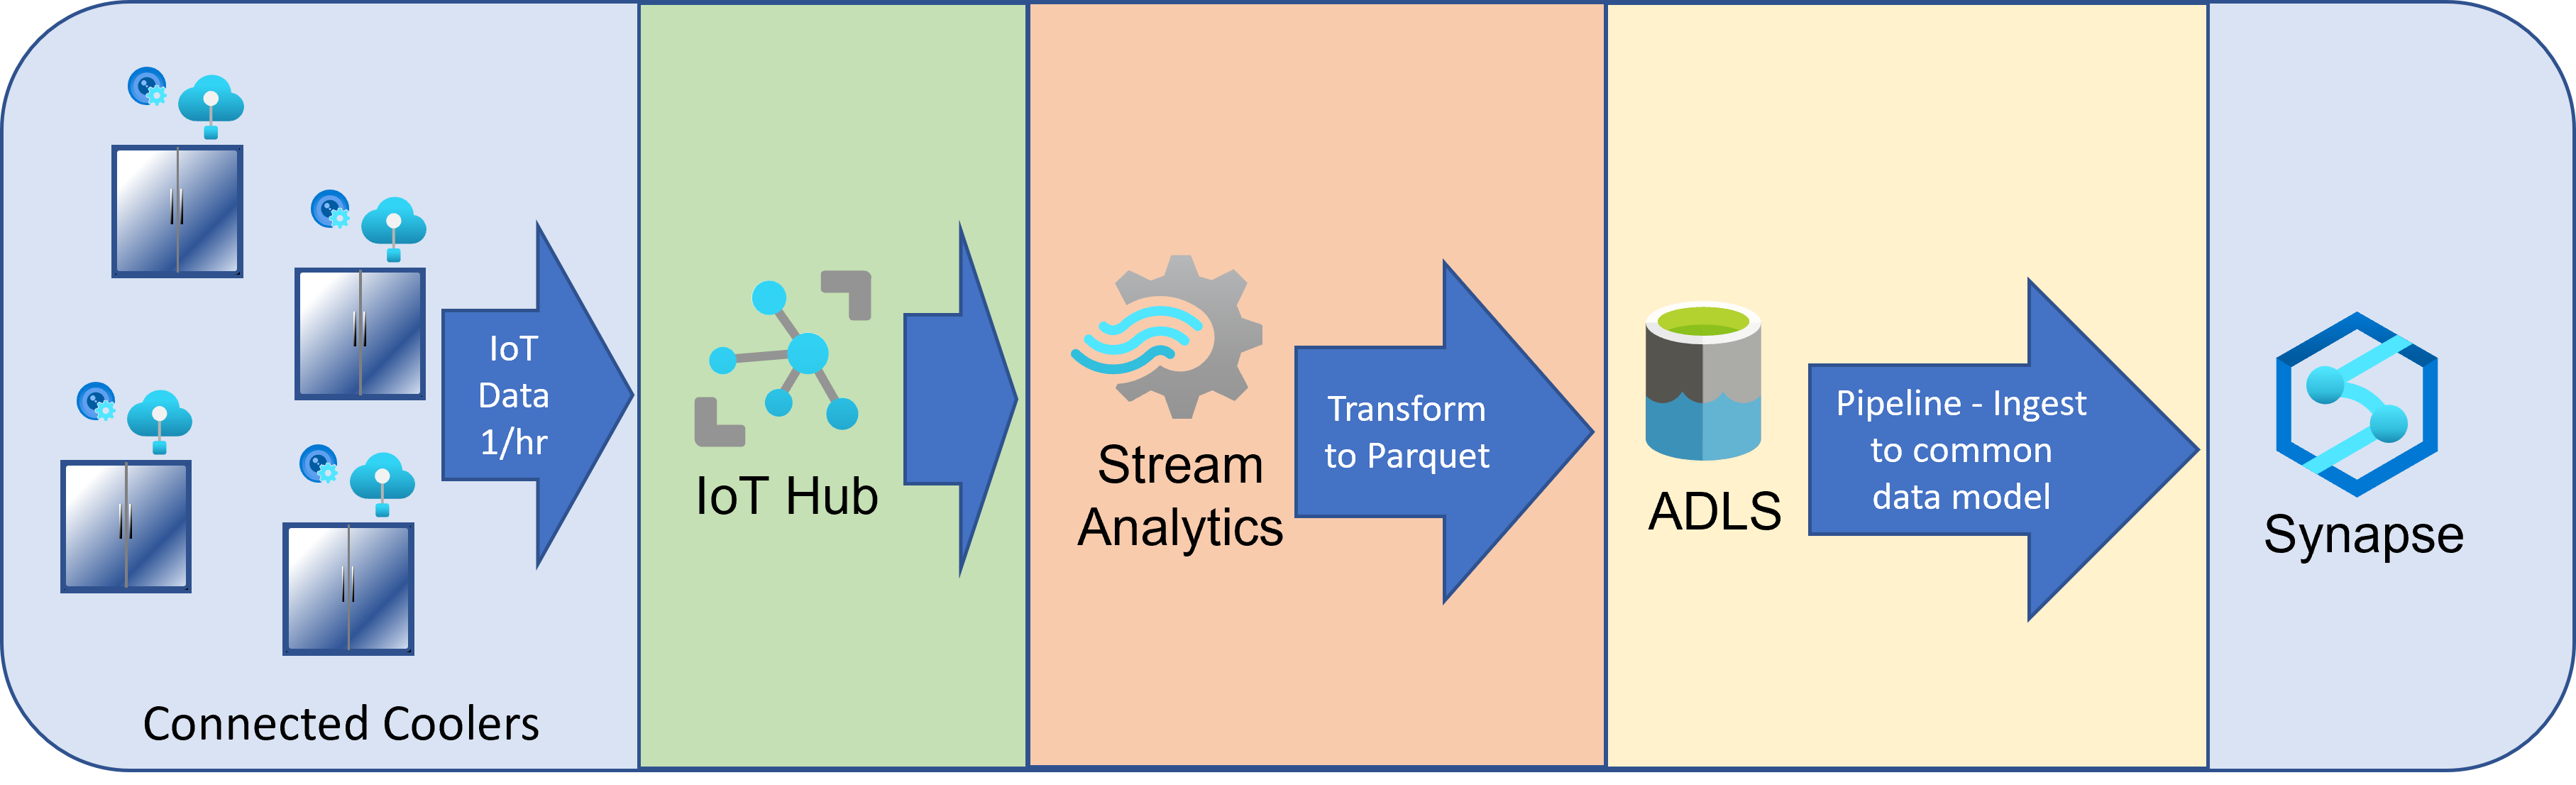 IoT
Data
1/hr
Connected Coolers
IoT Hub
Stream
Analytics
Transform
to Parquet
ADLS
Pipeline - Ingest
to common
data model
Synapse